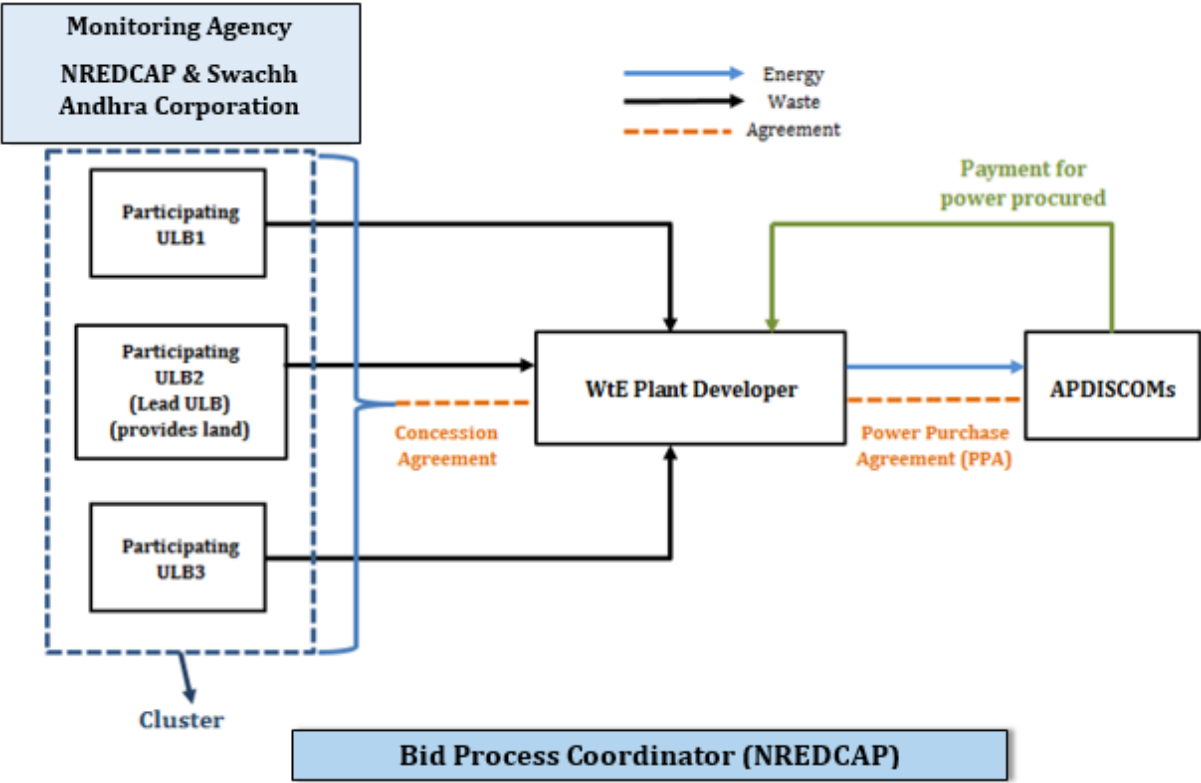 Monitoring Agency
NREDCAP & Swachh
Andhra Corporation
Energy
Waste
Agreement
Payment for
power procured
Participating
ULB1
Participating
ULB2
(Lead ULB)
(provides land)
Participating
ULB3
Concession
Agreement
WtE Plant Developer
Power Purchase
Agreement (PPA)
APDISCOMs
Cluster
Bid Process Coordinator (NREDCAP)